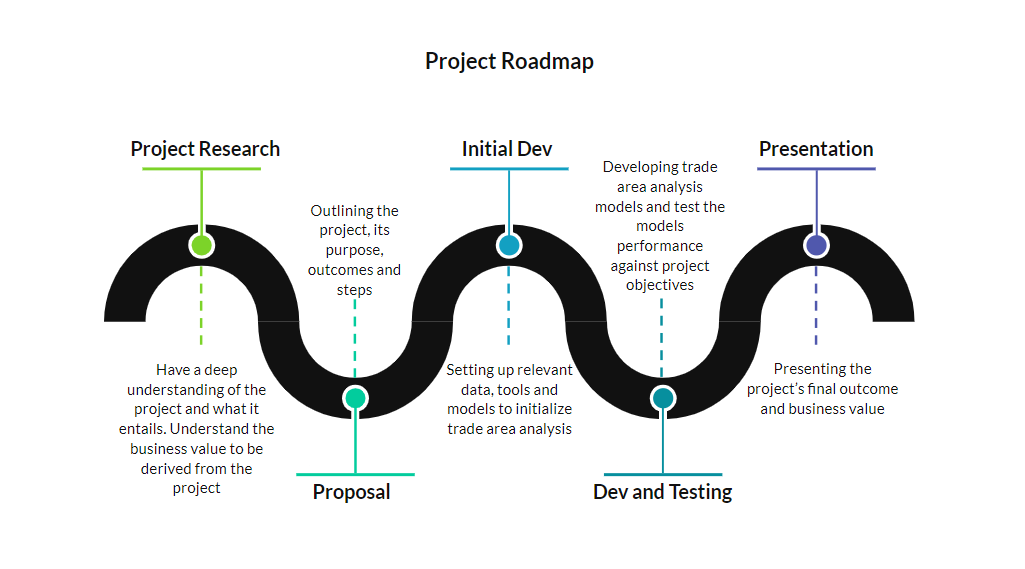 Project Roadmap
Project Research
Have a deep
understanding of the
project and what it
entails. Understand the
business value to be
derived from the
project
Outlining the
project, its
purpose,
outcomes and
steps
Proposal
Initial Dev
Setting up relevant
data, tools and
models to initialize
trade area analysis
Developing trade
area analysis
models and test the
models
performance
against project
objectives
Dev and Testing
Presentation
Presenting the
project’s final outcome
and business value